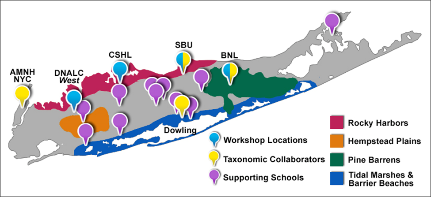 SBU
CSHL
BNL
AMNH
NYC
DNALC
West
Dowling
Workshop Locations
Taxonomic Collaborators
Supporting Schools
Rocky Harbors
Hempstead Plains
Pine Barrens
Tidal Marshes &
Barrier Beaches